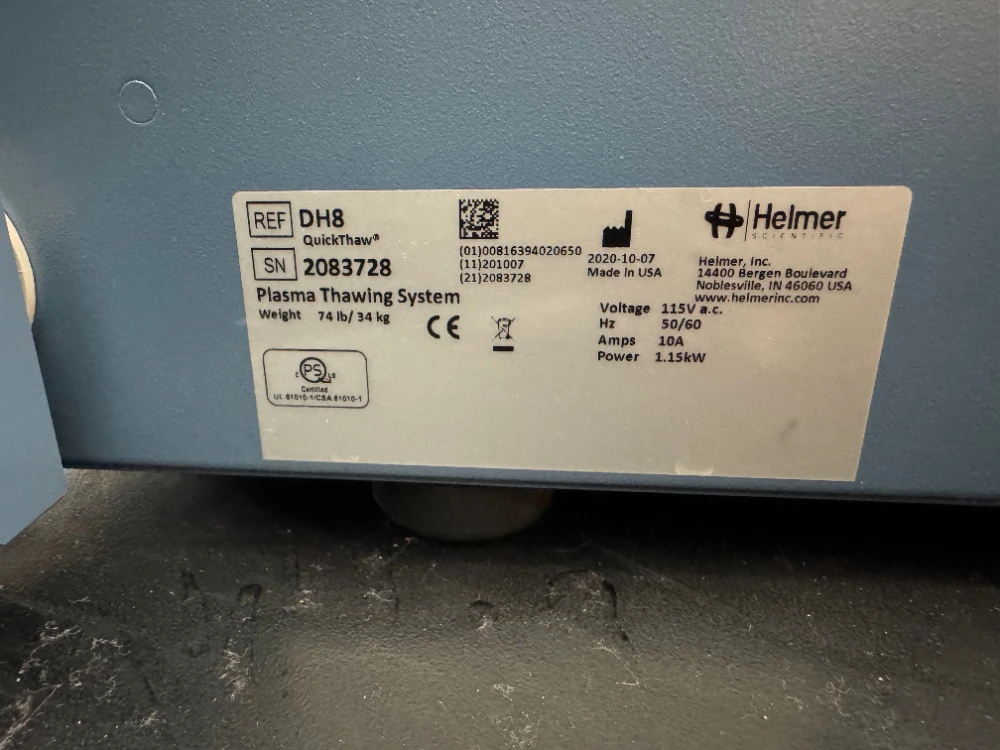 REF DH8
QuickThaw®
SN 2083728
Plasma Thawing System
Weight 74 lb/ 34 kg
CE
c PS us
Certified
UL 61010-1/CSA 61010-1
(01)00816394020650
(11)201007
(21)2083728
2020-10-07
Made in USA
Helmer
SCIENTIFIC
Helmer, Inc.
14400 Bergen Boulevard
Noblesville, IN 46060 USA
www.helmerinc.com
Voltage 115V a.c.
Hz 50/60
Amps 10A
Power 1.15kW